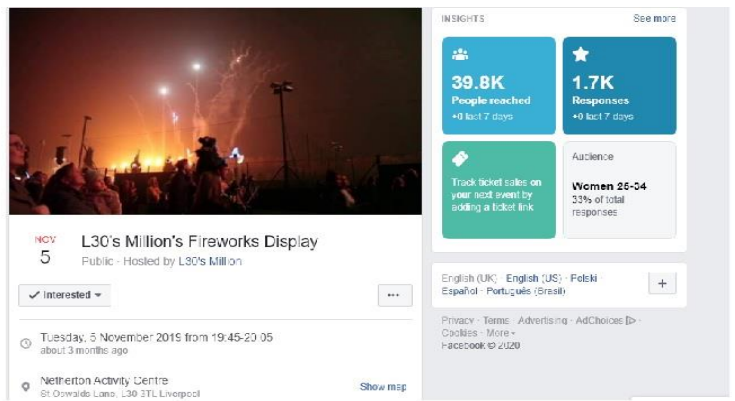 NOV
5
L30's Million's Fireworks Display
Public · Hosted by L30's Million
Interested
Tuesday, 5 November 2019 from 19:45-20:05
about 3 months ago
Netherton Activity Centre
St Oswalds Lane, L30 Liverpool
Show map
INSIGHTS
See more
39.8K
People reached
+0 last 7 days
1.7K
Responses
+0 last 7 days
Track ticket sales on
your next event by
adding a ticket link
Audience
Women 25-34
33% of total
responses
English (UK) · English (US) · Polski ·
Español · Português (Brasil)
+
Privacy · Terms · Advertising · AdChoices ·
Cookies · More
Facebook © 2020